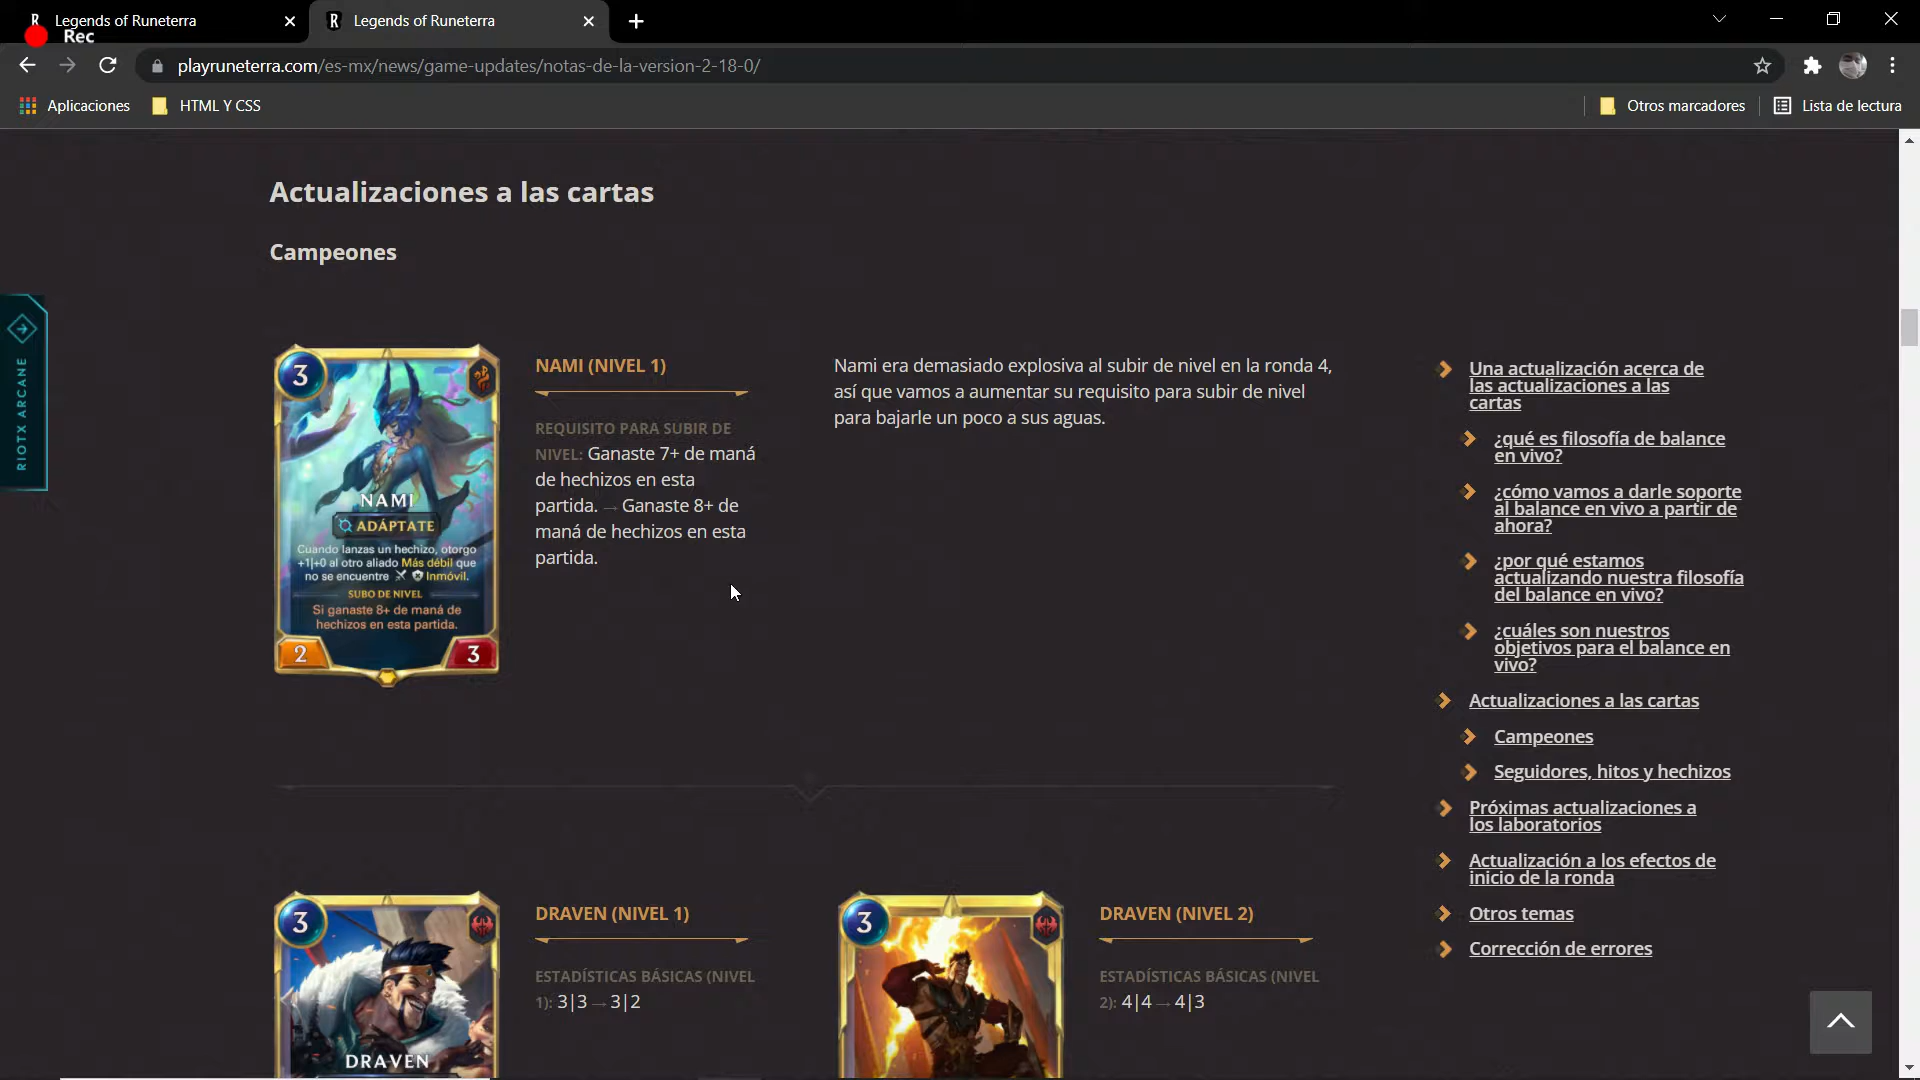 Legends of Runeterra
Legends of Runeterra
Rec
playruneterra.com/es-mx/news/game-updates/notas-de-la-version-2-18-0/
Aplicaciones
HTML Y CSS
Otros marcadores
Lista de lectura
Actualizaciones a las cartas
Campeones
RIOTX ARCANE
3
NAMI
ADÁPTATE
Cuando lanzas un hechizo, otorgo
+1|+0 al otro aliado Más débil que
no se encuentre Inmóvil.
SUBO DE NIVEL
Si ganaste 8+ de maná de
hechizos en esta partida.
2
3
NAMI (NIVEL 1)
REQUISITO PARA SUBIR DE
NIVEL: Ganaste 7+ de maná
de hechizos en esta
partida. → Ganaste 8+ de
maná de hechizos en esta
partida.
Nami era demasiado explosiva al subir de nivel en la ronda 4,
así que vamos a aumentar su requisito para subir de nivel
para bajarle un poco a sus aguas.
3
DRAVEN
DRAVEN (NIVEL 1)
ESTADÍSTICAS BÁSICAS (NIVEL
1): 3|3 → 3|2
3
DRAVEN (NIVEL 2)
ESTADÍSTICAS BÁSICAS (NIVEL
2): 4|4 → 4|3
Una actualización acerca de
las actualizaciones a las
cartas
¿qué es filosofía de balance
en vivo?
¿cómo vamos a darle soporte
al balance en vivo a partir de
ahora?
¿por qué estamos
actualizando nuestra filosofía
del balance en vivo?
¿cuáles son nuestros
objetivos para el balance en
vivo?
Actualizaciones a las cartas
Campeones
Seguidores, hitos y hechizos
Próximas actualizaciones a
los laboratorios
Actualización a los efectos de
inicio de la ronda
Otros temas
Corrección de errores